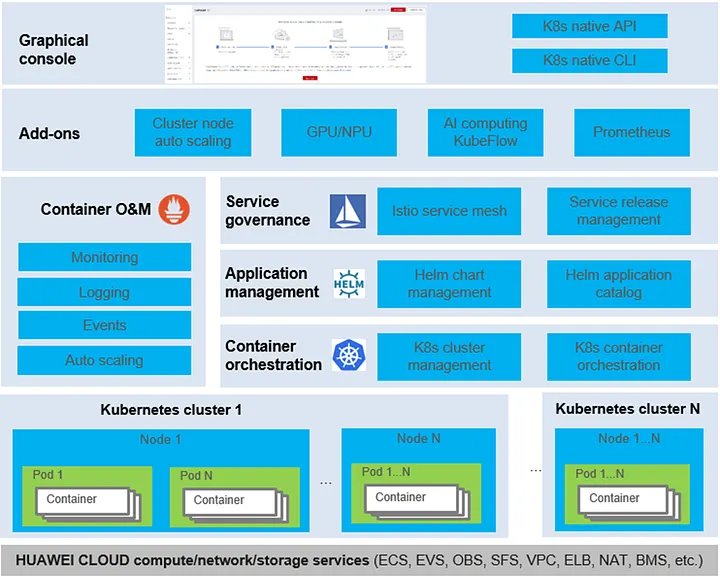 Graphical
console
K8s native API
K8s native CLI
Add-ons
Cluster node
auto scaling
GPU/NPU
AI computing
KubeFlow
Prometheus
Container O&M
Monitoring
Logging
Events
Auto scaling
Service
governance
Istio service mesh
Service release
management
Application
management
HELM
Helm chart
management
Helm application
catalog
Container
orchestration
K8s cluster
management
K8s container
orchestration
Kubernetes cluster 1
Node 1
Pod 1
Container
Pod N
Container
...
Node N
Pod 1...N
Container
...
Kubernetes cluster N
Node 1...N
Pod 1...N
Container
HUAWEI CLOUD compute/network/storage services (ECS, EVS, OBS, SFS, VPC, ELB, NAT, BMS, etc.)